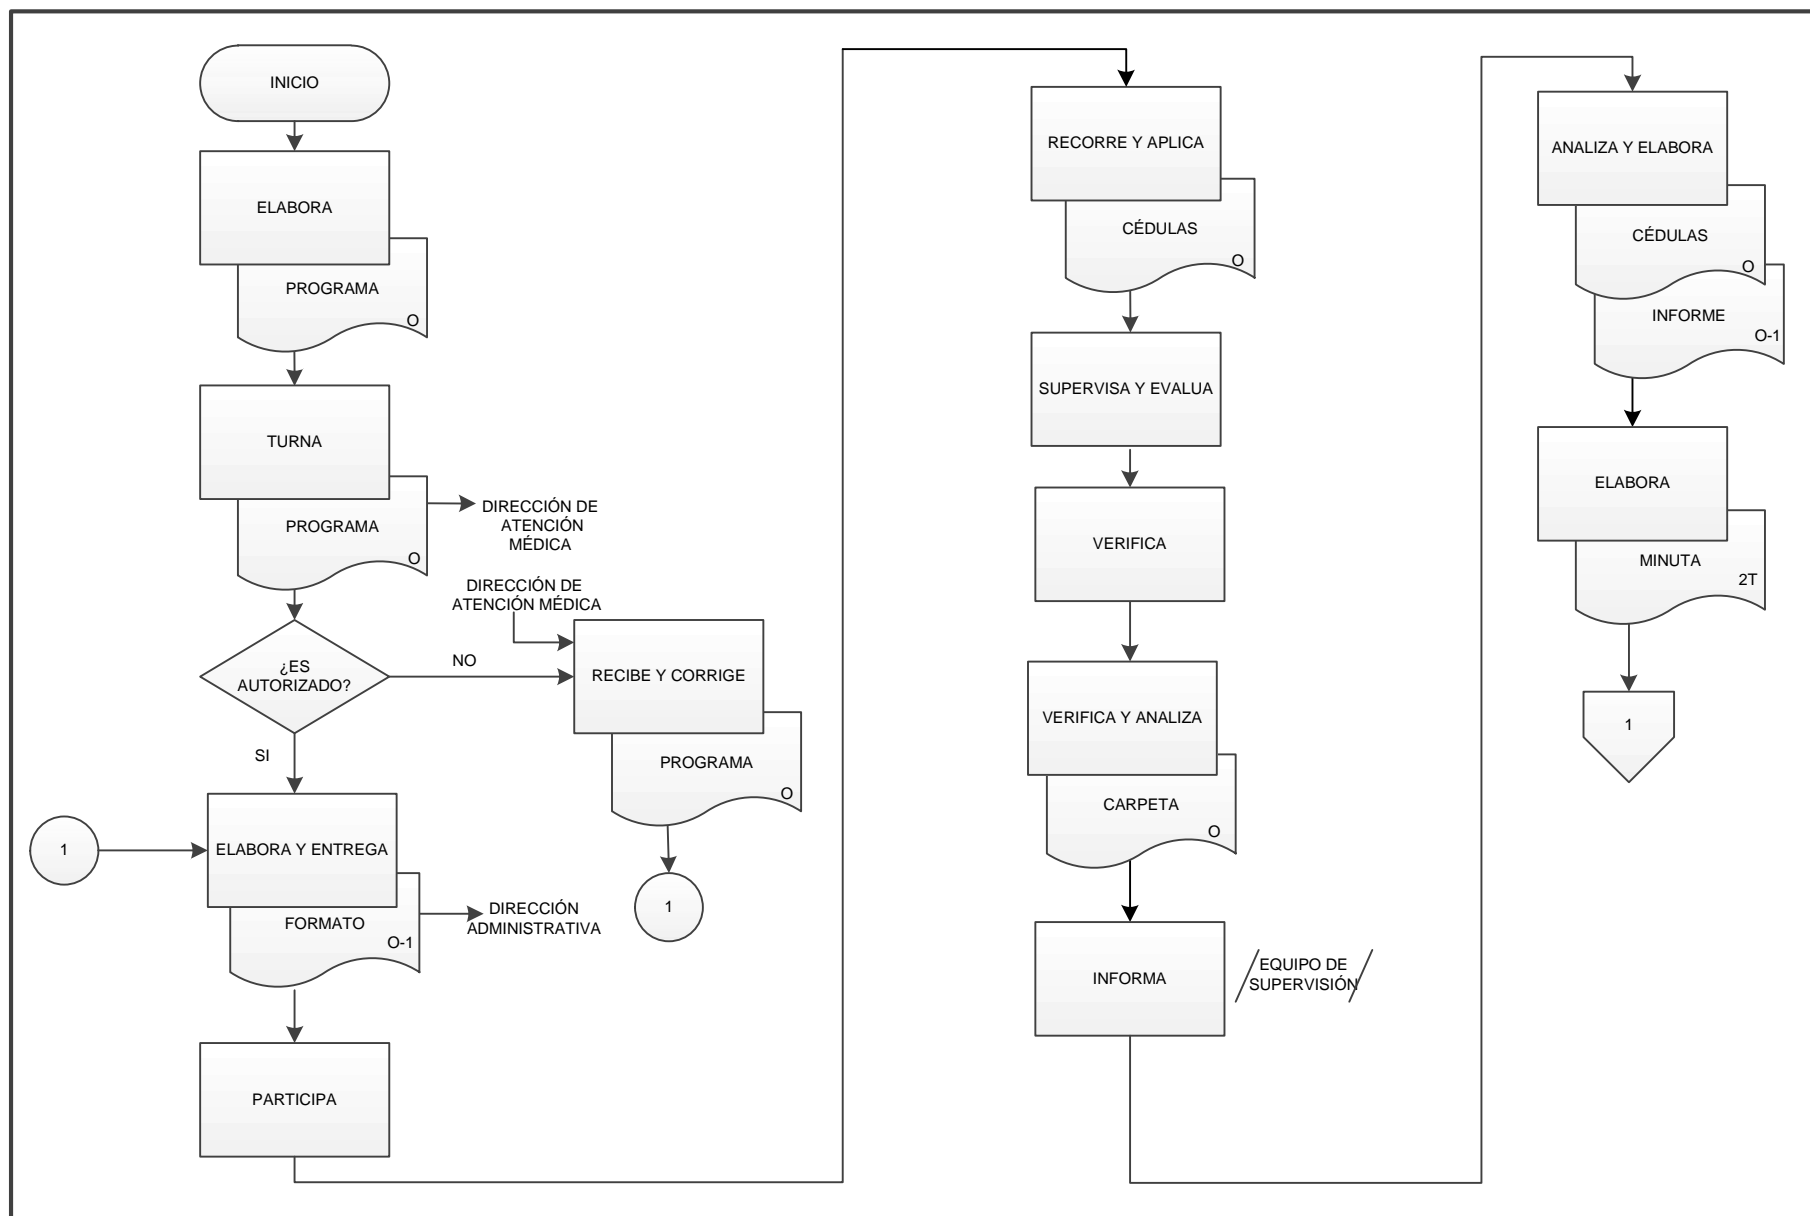 INICIO
ELABORA
PROGRAMA
O
TURNA
PROGRAMA
O
DIRECCIÓN DE
ATENCIÓN
MÉDICA
¿ES
AUTORIZADO?
NO
SI
DIRECCIÓN DE
ATENCIÓN MÉDICA
RECIBE Y CORRIGE
PROGRAMA
O
1
1
ELABORA Y ENTREGA
FORMATO
O-1
DIRECCIÓN
ADMINISTRATIVA
PARTICIPA
RECORRE Y APLICA
CÉDULAS
O
SUPERVISA Y EVALUA
VERIFICA
VERIFICA Y ANALIZA
CARPETA
O
INFORMA
EQUIPO DE
SUPERVISIÓN
ANALIZA Y ELABORA
CÉDULAS
O
INFORME
O-1
ELABORA
MINUTA
2T
1